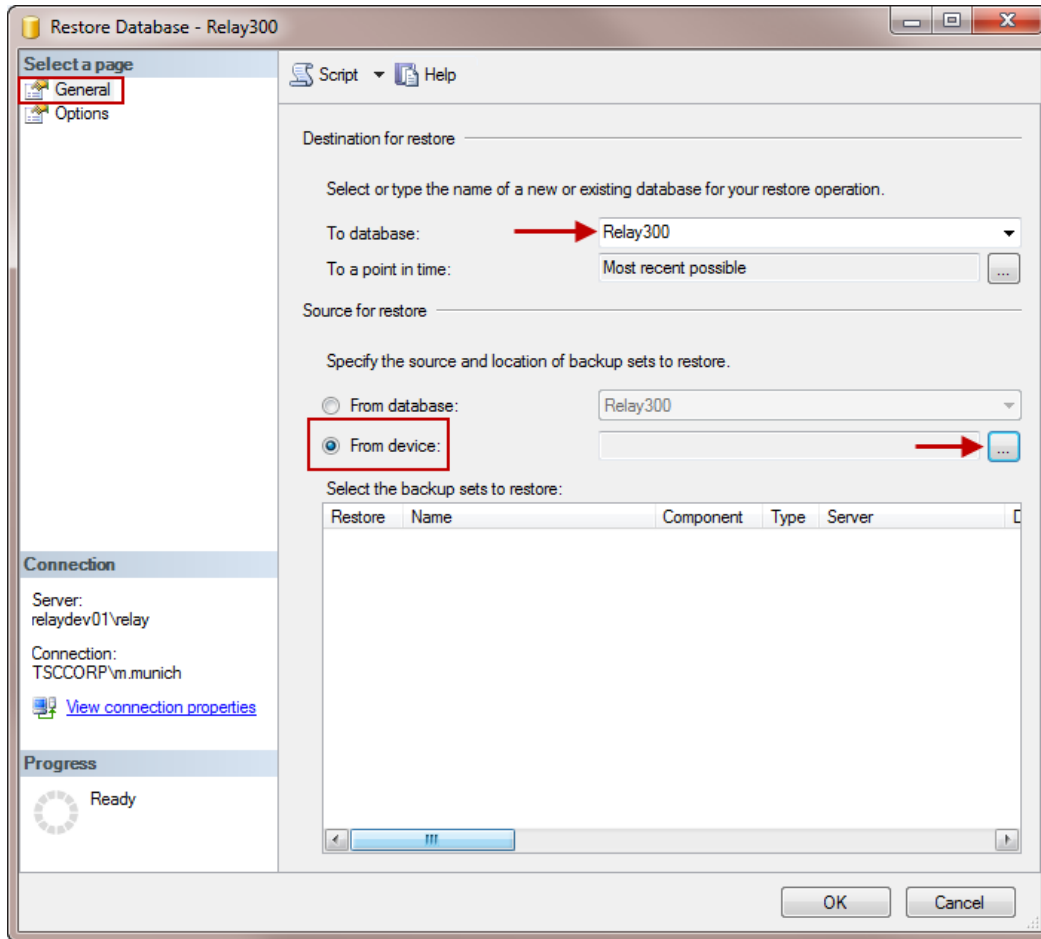 Restore Database - Relay300
Select a page
General
Options
Script Help
Destination for restore
Select or type the name of a new or existing database for your restore operation.
To database: Relay300
To a point in time: Most recent possible ...
Source for restore
Specify the source and location of backup sets to restore.
From database: Relay300
From device: ...
Select the backup sets to restore:
Restore Name Component Type Server
Connection
Server:
relaydev01\relay
Connection:
TSCCORP\m.munich
View connection properties
Progress
Ready
OK Cancel